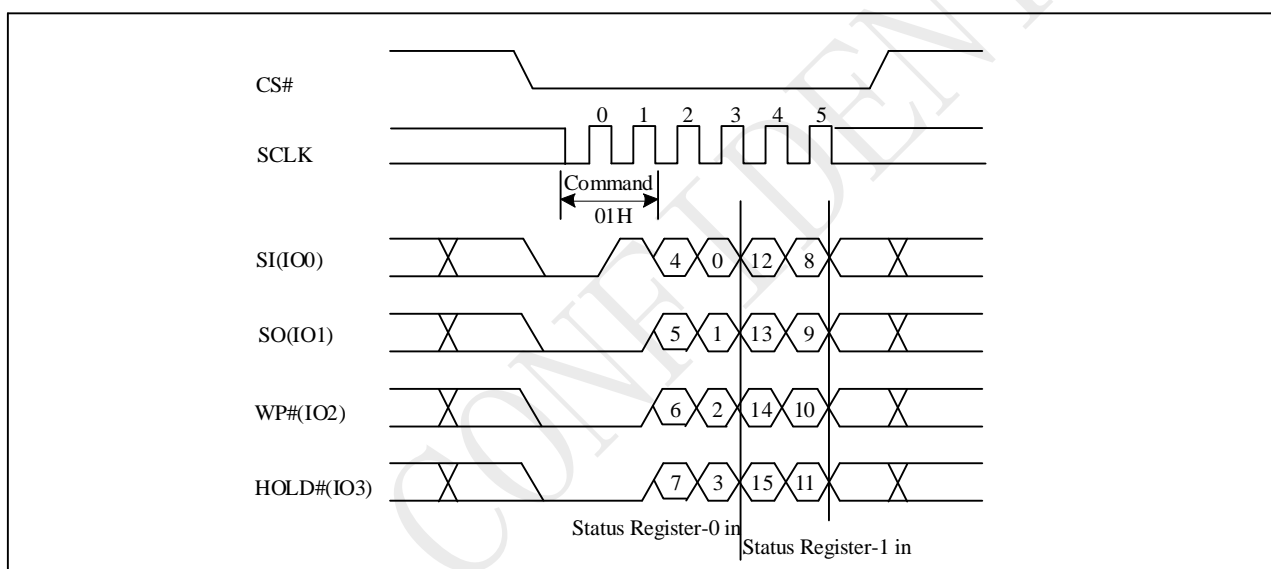 CS#
0 1 2 3 4 5
SCLK
Command
01H
SI(IO0) 4 0 12 8
SO(IO1) 5 1 13 9
WP#(IO2) 6 2 14 10
HOLD#(IO3) 7 3 15 11
Status Register-0 in
Status Register-1 in
CONFIDEN